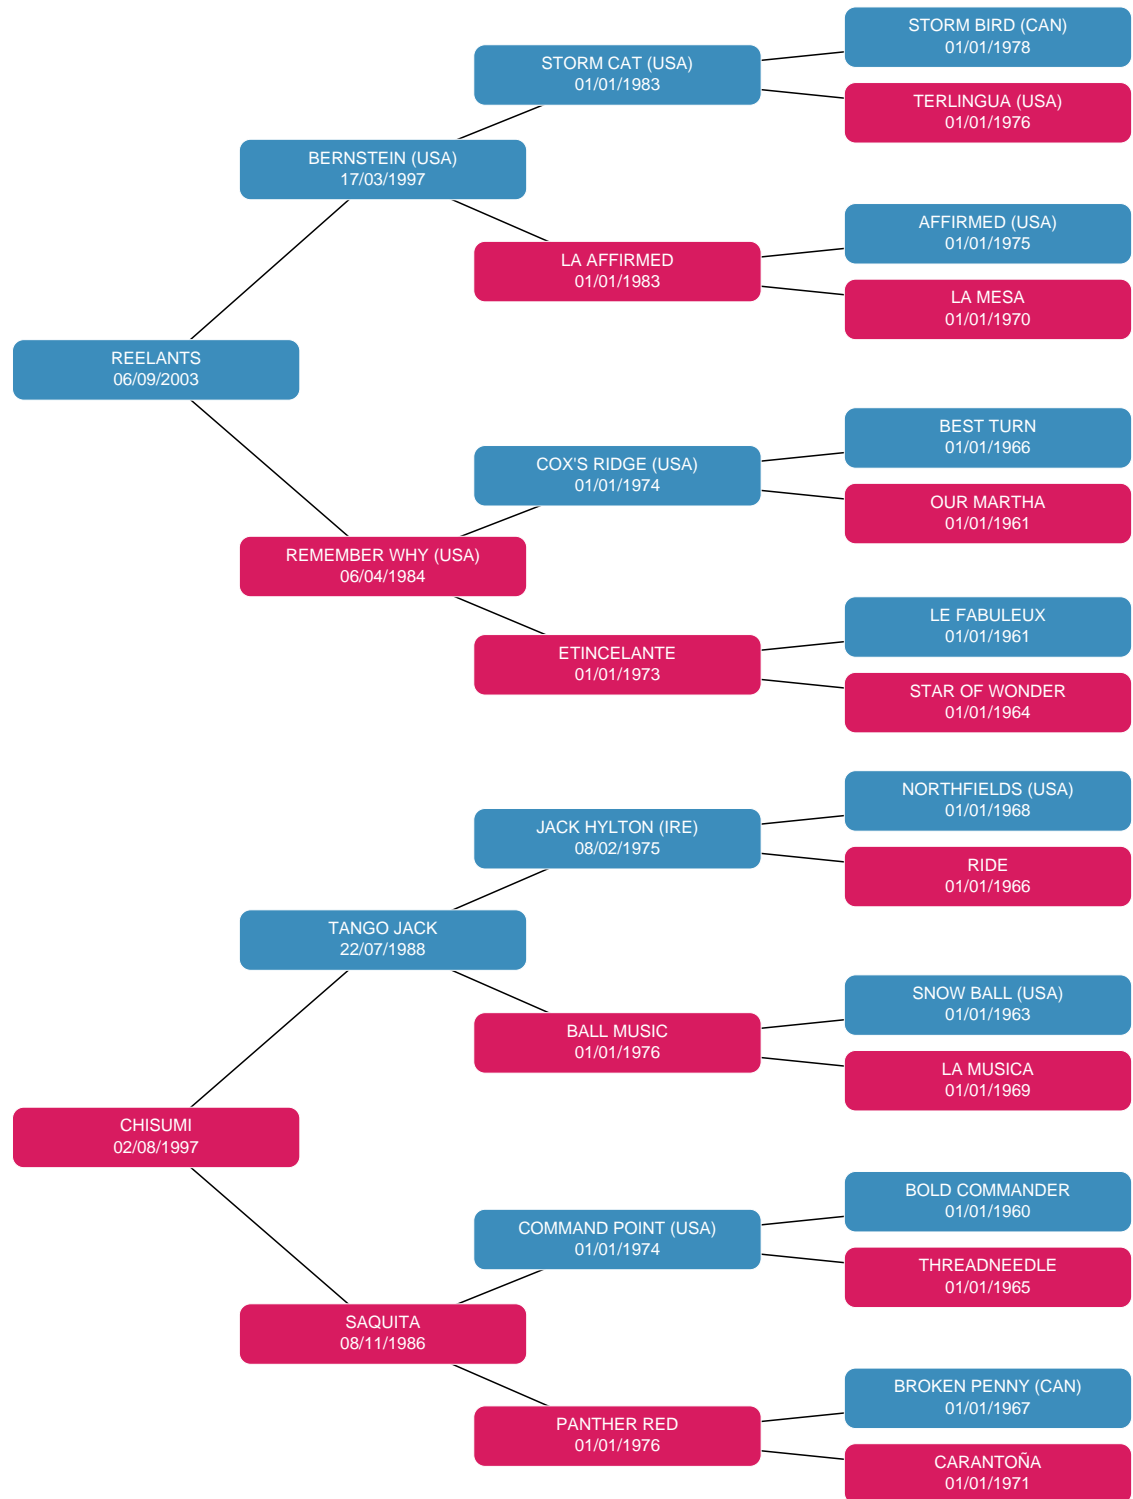 STORM BIRD (CAN)
01/01/1978
STORM CAT (USA)
01/01/1983
TERLINGUA (USA)
01/01/1976
BERNSTEIN (USA)
17/03/1997
AFFIRMED (USA)
01/01/1975
LA AFFIRMED
01/01/1983
LA MESA
01/01/1970
REELANTS
06/09/2003
BEST TURN
01/01/1966
COX'S RIDGE (USA)
01/01/1974
OUR MARTHA
01/01/1961
REMEMBER WHY (USA)
06/04/1984
LE FABULEUX
01/01/1961
ETINCELANTE
01/01/1973
STAR OF WONDER
01/01/1964
NORTHFIELDS (USA)
01/01/1968
JACK HYLTON (IRE)
08/02/1975
RIDE
01/01/1966
TANGO JACK
22/07/1988
SNOW BALL (USA)
01/01/1963
BALL MUSIC
01/01/1976
LA MUSICA
01/01/1969
CHISUMI
02/08/1997
BOLD COMMANDER
01/01/1960
COMMAND POINT (USA)
01/01/1974
THREADNEEDLE
01/01/1965
SAQUITA
08/11/1986
BROKEN PENNY (CAN)
01/01/1967
PANTHER RED
01/01/1976
CARANTOÑA
01/01/1971